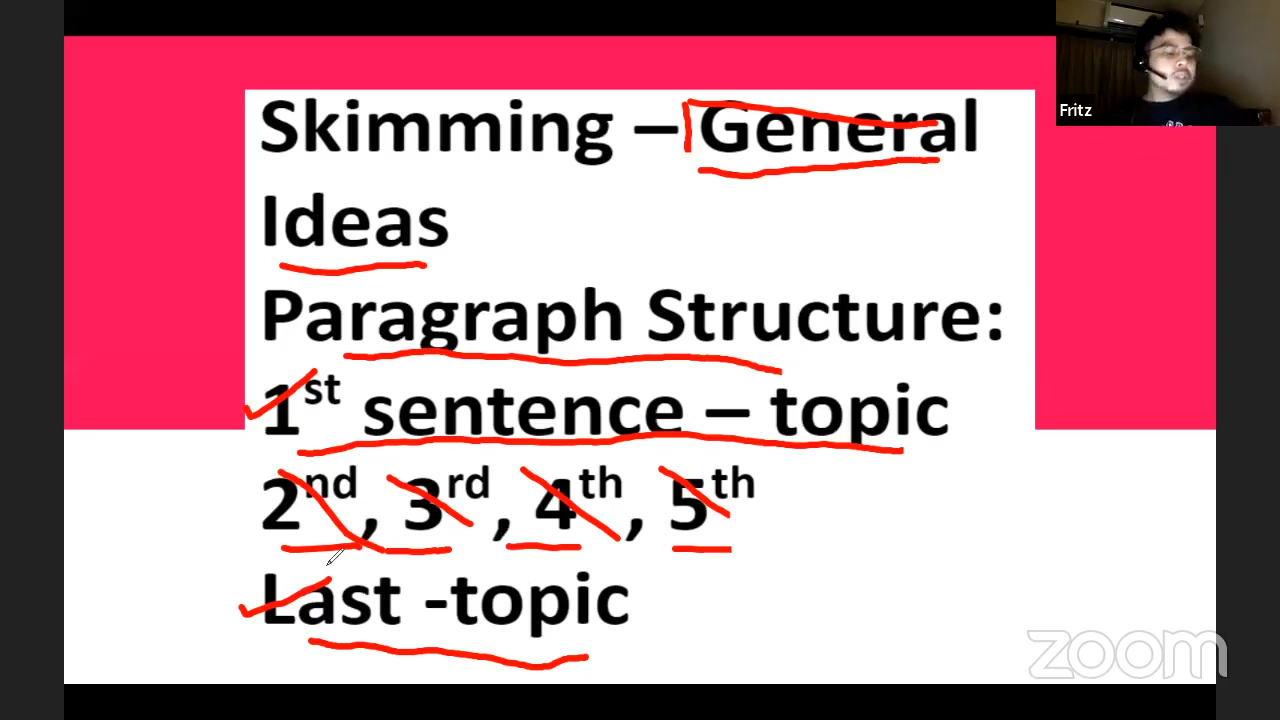 Skimming – General
Ideas
Paragraph Structure:
1st sentence – topic
2nd, 3rd, 4th, 5th
Last -topic
Fritz
zoom